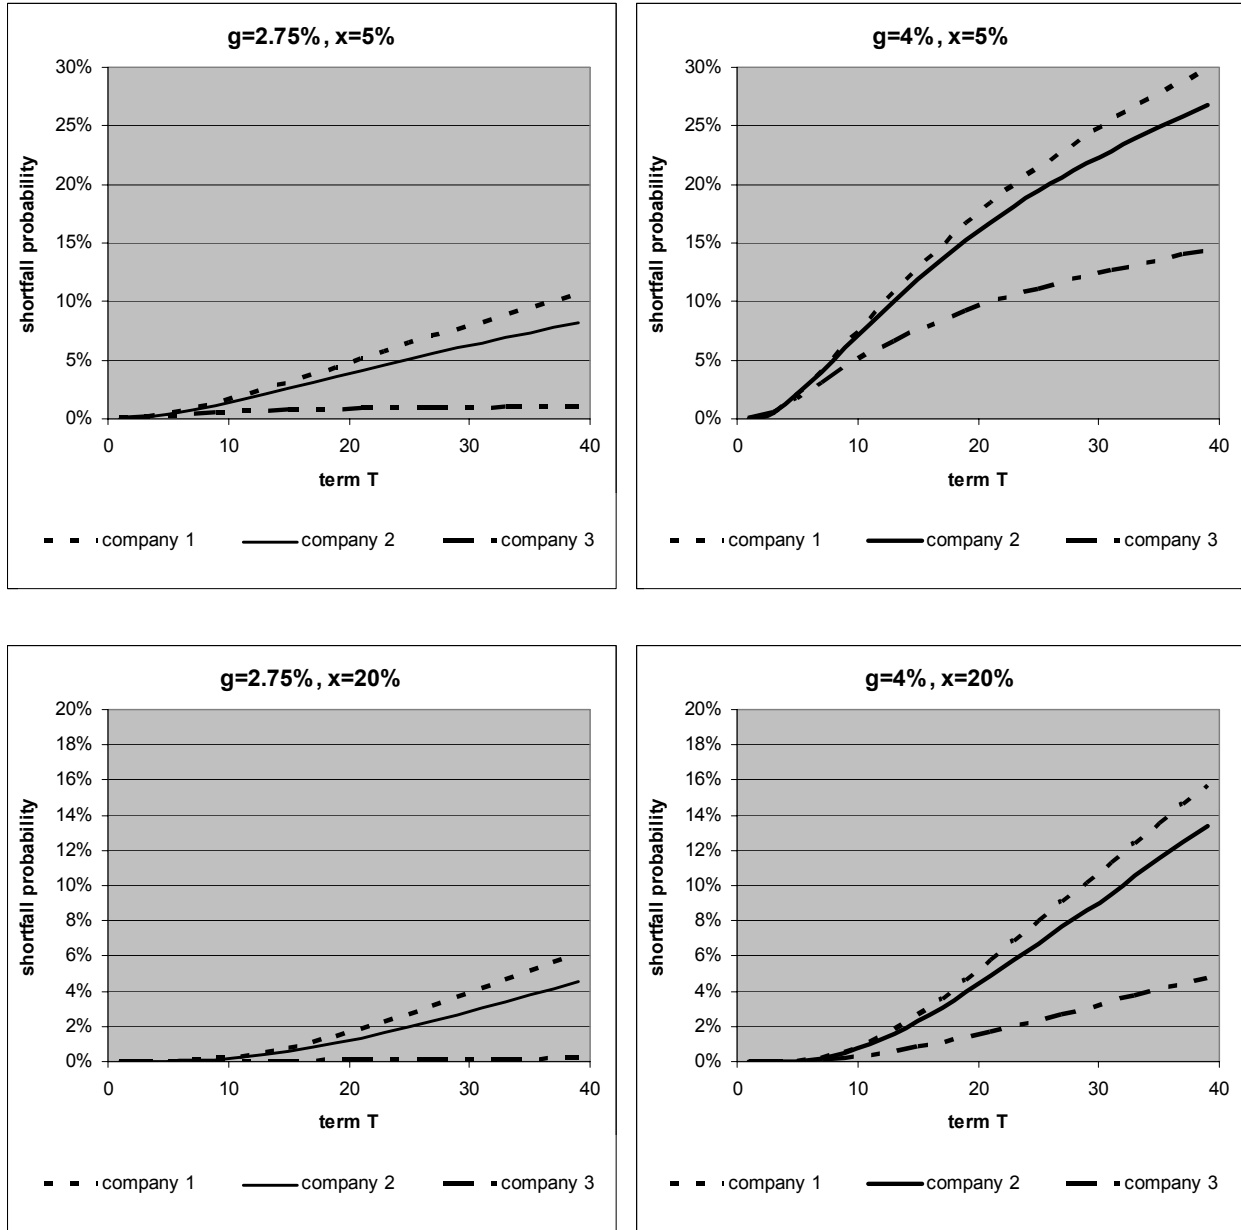 g=2.75%, x=5%
30%
25%
20%
15%
10%
5%
0%
shortfall probability
0 10 20 30 40
term T
company 1 company 2 company 3
g=4%, x=5%
30%
25%
20%
15%
10%
5%
0%
shortfall probability
0 10 20 30 40
term T
company 1 company 2 company 3
g=2.75%, x=20%
20%
18%
16%
14%
12%
10%
8%
6%
4%
2%
0%
shortfall probability
0 10 20 30 40
term T
company 1 company 2 company 3
g=4%, x=20%
20%
18%
16%
14%
12%
10%
8%
6%
4%
2%
0%
shortfall probability
0 10 20 30 40
term T
company 1 company 2 company 3